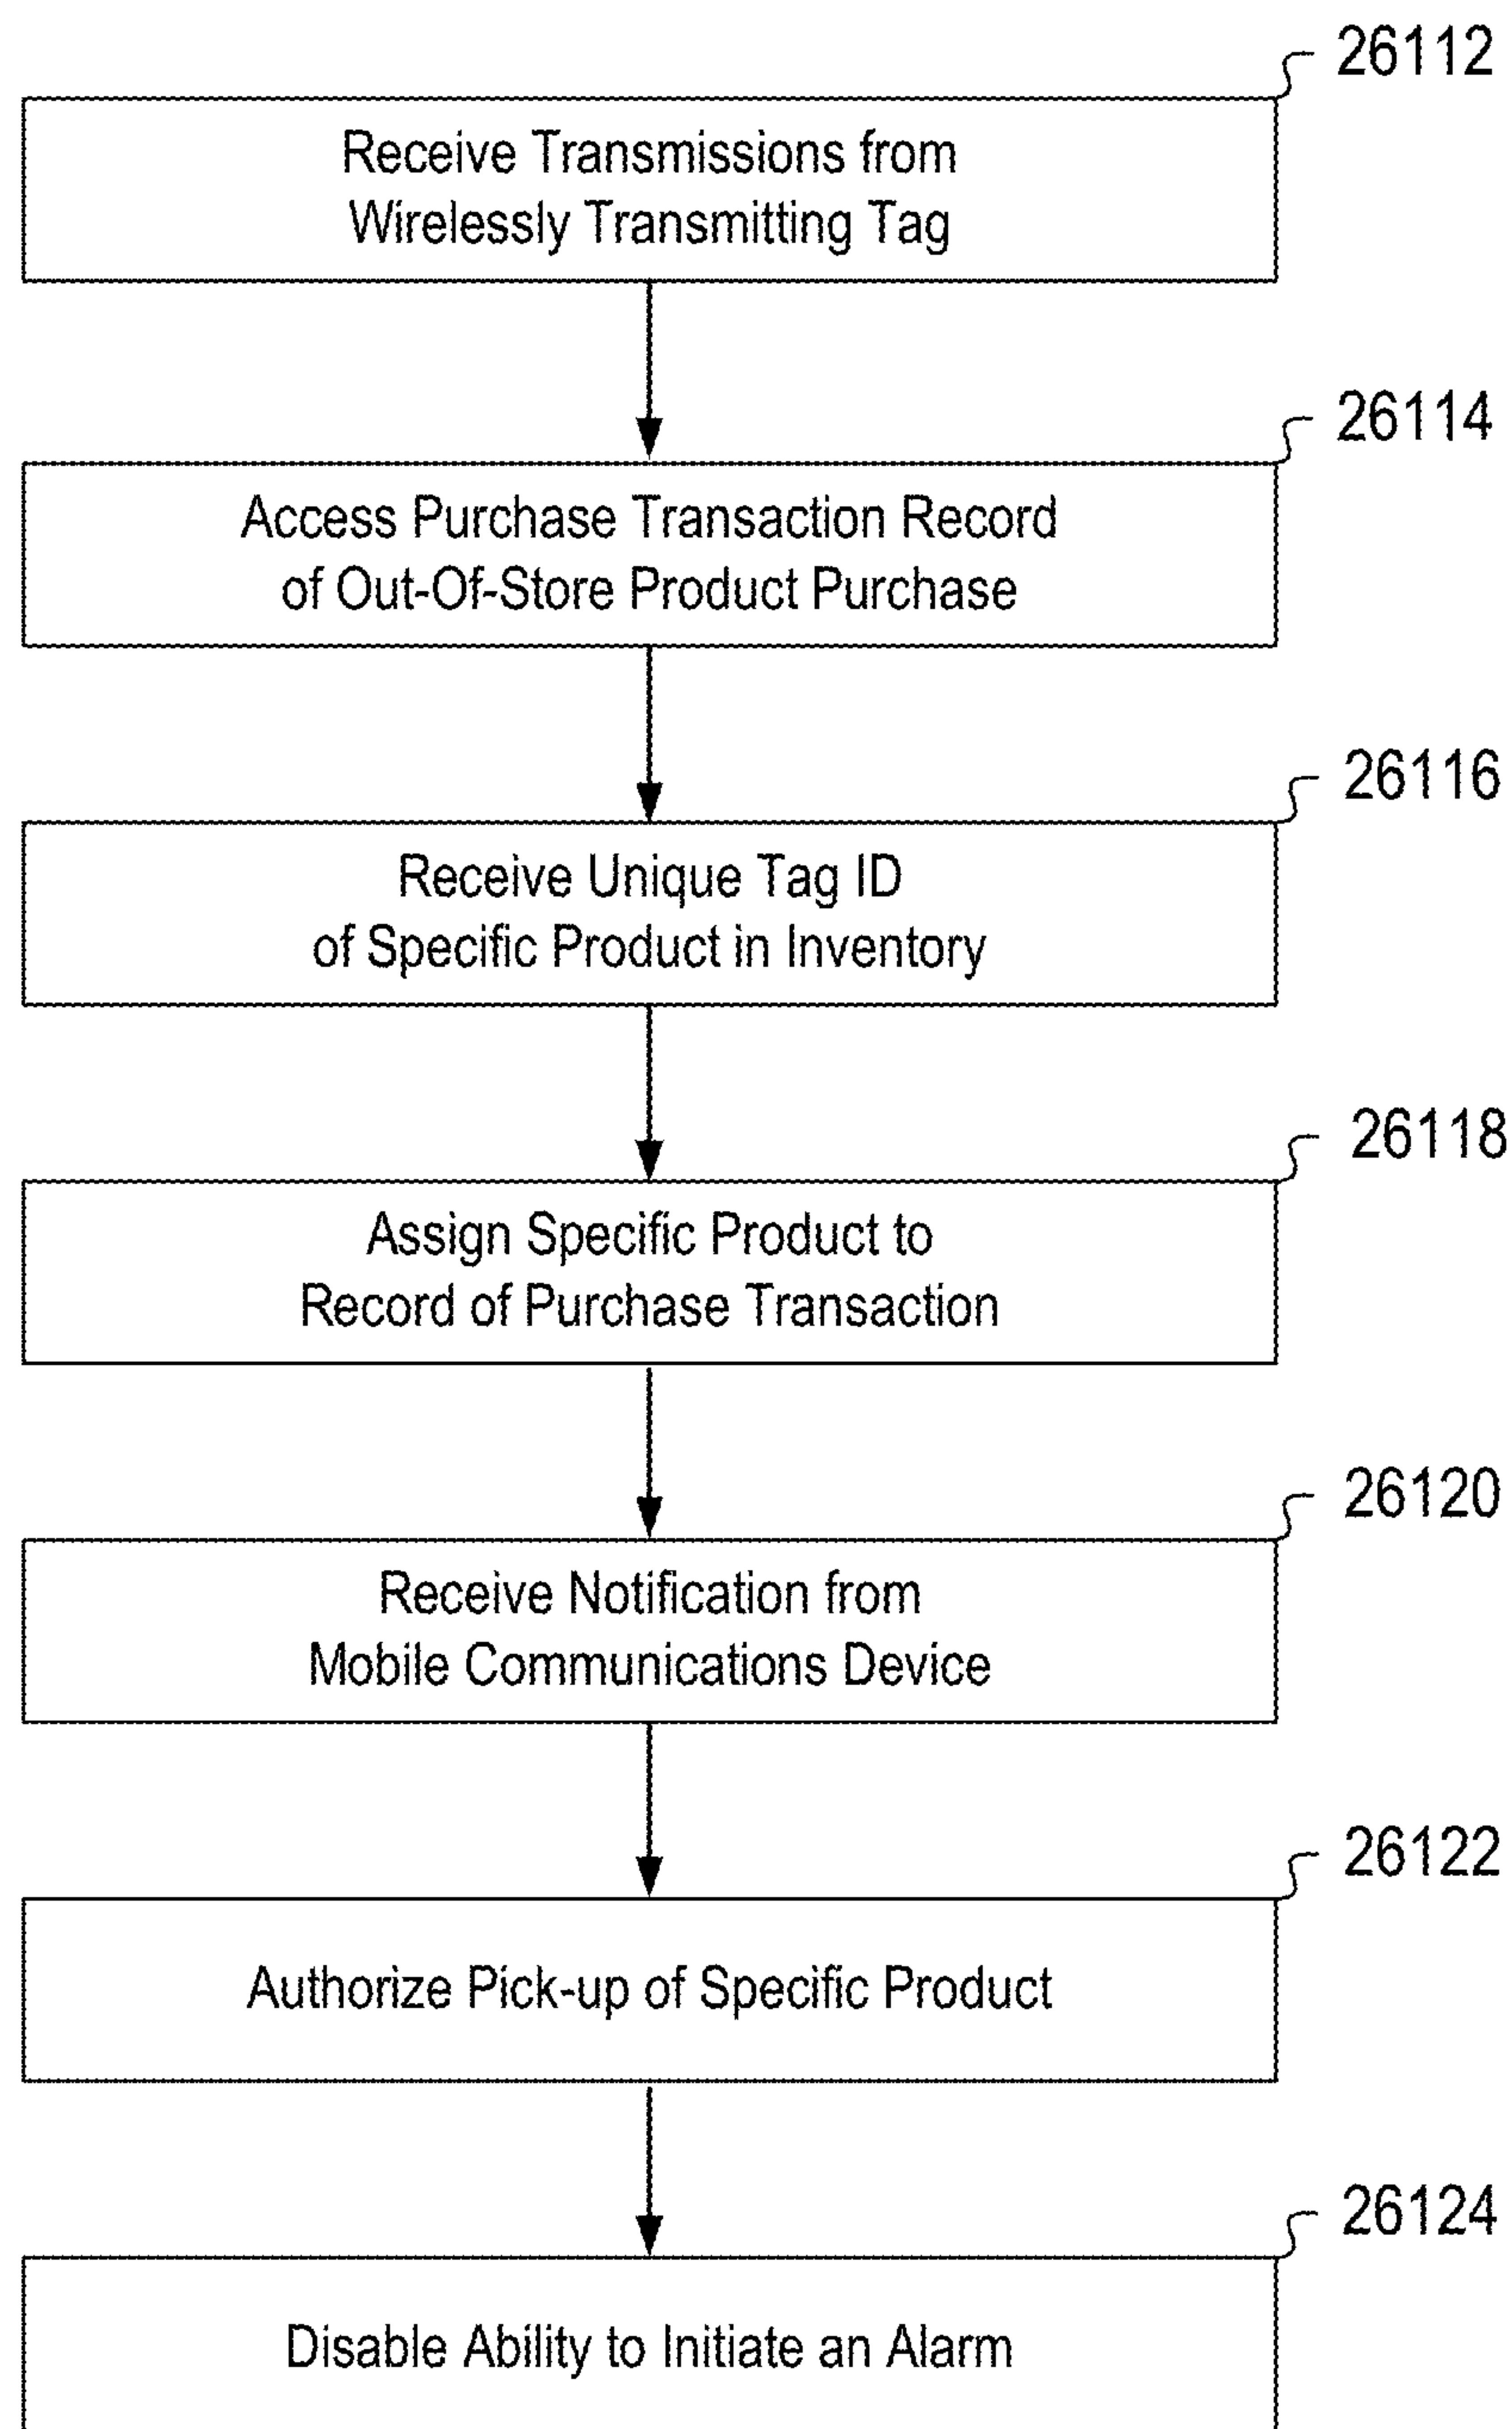 26112
Receive Transmissions from
Wirelessly Transmitting Tag
26114
Access Purchase Transaction Record
of Out-Of-Store Product Purchase
26116
Receive Unique Tag ID
of Specific Product in Inventory
26118
Assign Specific Product to
Record of Purchase Transaction
26120
Receive Notification from
Mobile Communications Device
26122
Authorize Pick-up of Specific Product
26124
Disable Ability to Initiate an Alarm